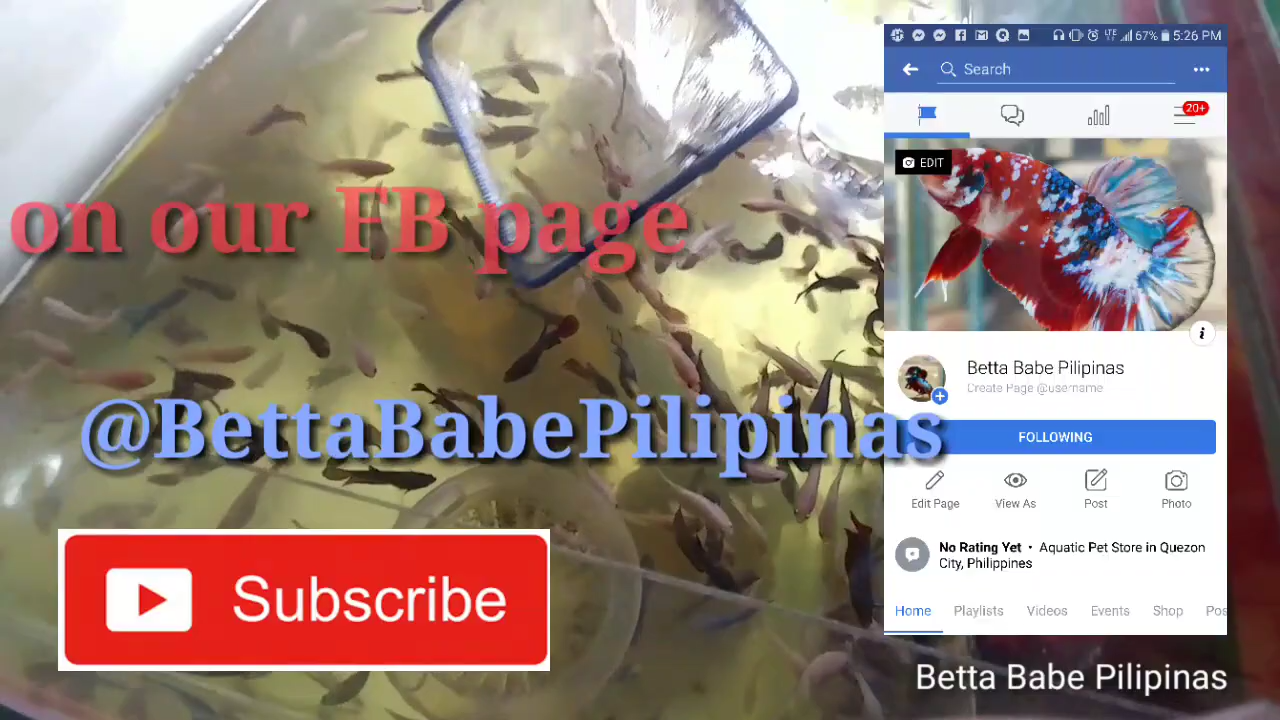 on our FB page
@BettaBabePilipinas
Subscribe
67% 5:26 PM
Search
20+
EDIT
i
Betta Babe Pilipinas
Create Page @username
FOLLOWING
Edit Page View As Post Photo
No Rating Yet • Aquatic Pet Store in Quezon
City, Philippines
Home Playlists Videos Events Shop Pos
Betta Babe Pilipinas